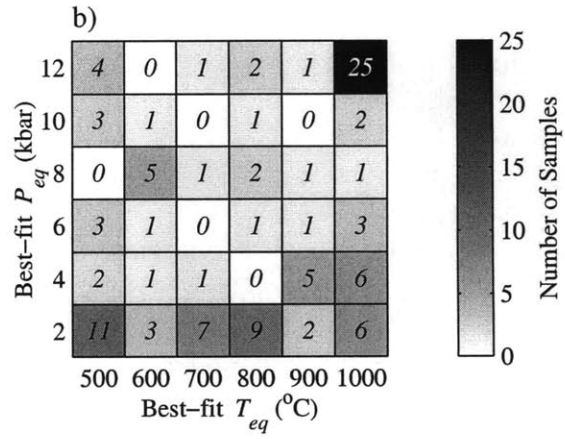 b)
12 4 0 1 2 1 25
10 3 1 0 1 0 2
8 0 5 1 2 1 1
6 3 1 0 1 1 3
4 2 1 1 0 5 6
2 11 3 7 9 2 6
500 600 700 800 900 1000
Best-fit T_eq (°C)
Best-fit P_eq (kbar)
25
20
15
10
5
0
Number of Samples